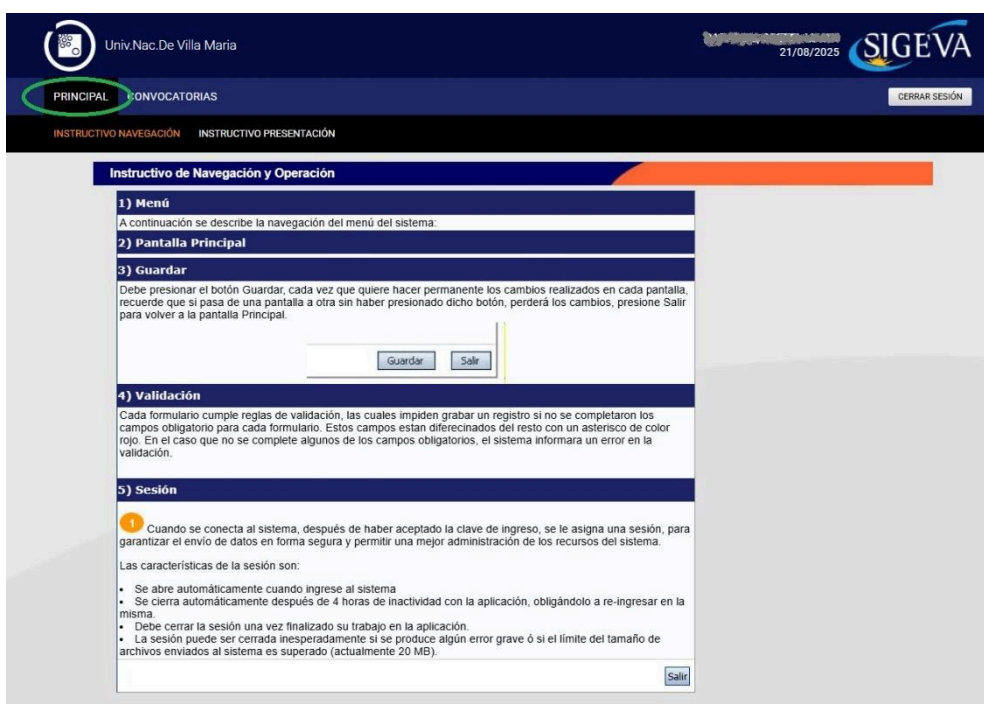 Univ.Nac.De Villa Maria
21/08/2025
SIGEVA
PRINCIPAL CONVOCATORIAS
CERRAR SESIÓN
INSTRUCTIVO NAVEGACIÓN INSTRUCTIVO PRESENTACIÓN
Instructivo de Navegación y Operación
1) Menú
A continuación se describe la navegación del menú del sistema:
2) Pantalla Principal
3) Guardar
Debe presionar el botón Guardar, cada vez que quiere hacer permanente los cambios realizados en cada pantalla,
recuerde que si pasa de una pantalla a otra sin haber presionado dicho botón, perderá los cambios, presione Salir
para volver a la pantalla Principal.
Guardar Salir
4) Validación
Cada formulario cumple reglas de validación, las cuales impiden grabar un registro si no se completaron los
campos obligatorio para cada formulario. Estos campos estan diferecinados del resto con un asterisco de color
rojo. En el caso que no se complete algunos de los campos obligatorios, el sistema informara un error en la
validación.
5) Sesión
1 Cuando se conecta al sistema, después de haber aceptado la clave de ingreso, se le asigna una sesión, para
garantizar el envío de datos en forma segura y permitir una mejor administración de los recursos del sistema.
Las características de la sesión son:
• Se abre automáticamente cuando ingrese al sistema
• Se cierra automáticamente después de 4 horas de inactividad con la aplicación, obligándolo a re-ingresar en la
misma.
• Debe cerrar la sesión una vez finalizado su trabajo en la aplicación.
• La sesión puede ser cerrada inesperadamente si se produce algún error grave ó si el límite del tamaño de
archivos enviados al sistema es superado (actualmente 20 MB).
Salir